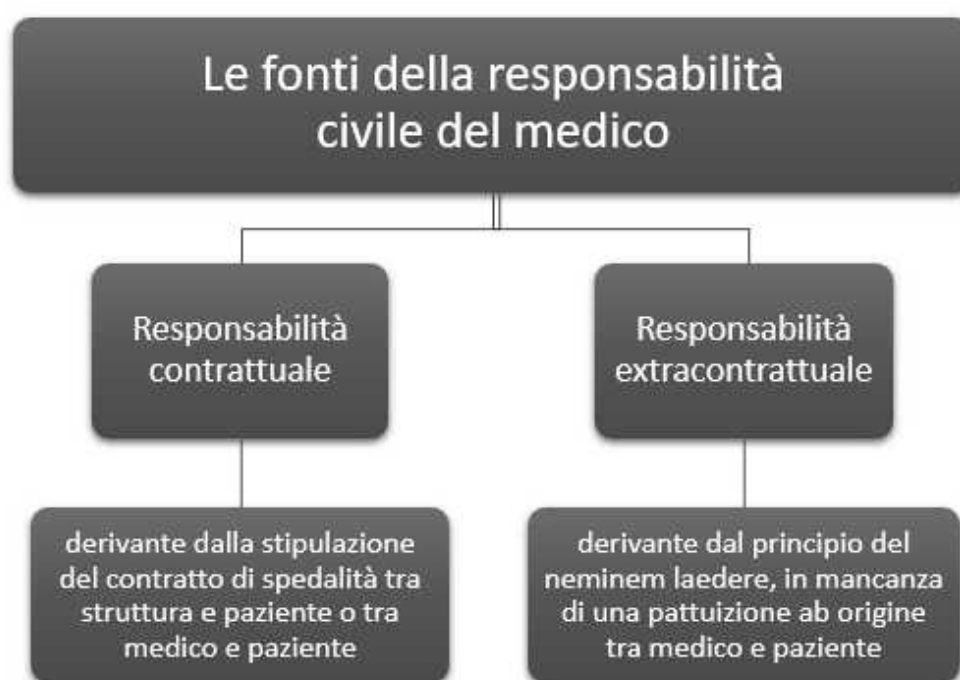 Le fonti della responsabilità
civile del medico
Responsabilità
contrattuale
Responsabilità
extracontrattuale
derivante dalla stipulazione
del contratto di spedalità tra
struttura e paziente o tra
medico e paziente
derivante dal principio del
neminem laedere, in mancanza
di una pattuizione ab origine
tra medico e paziente